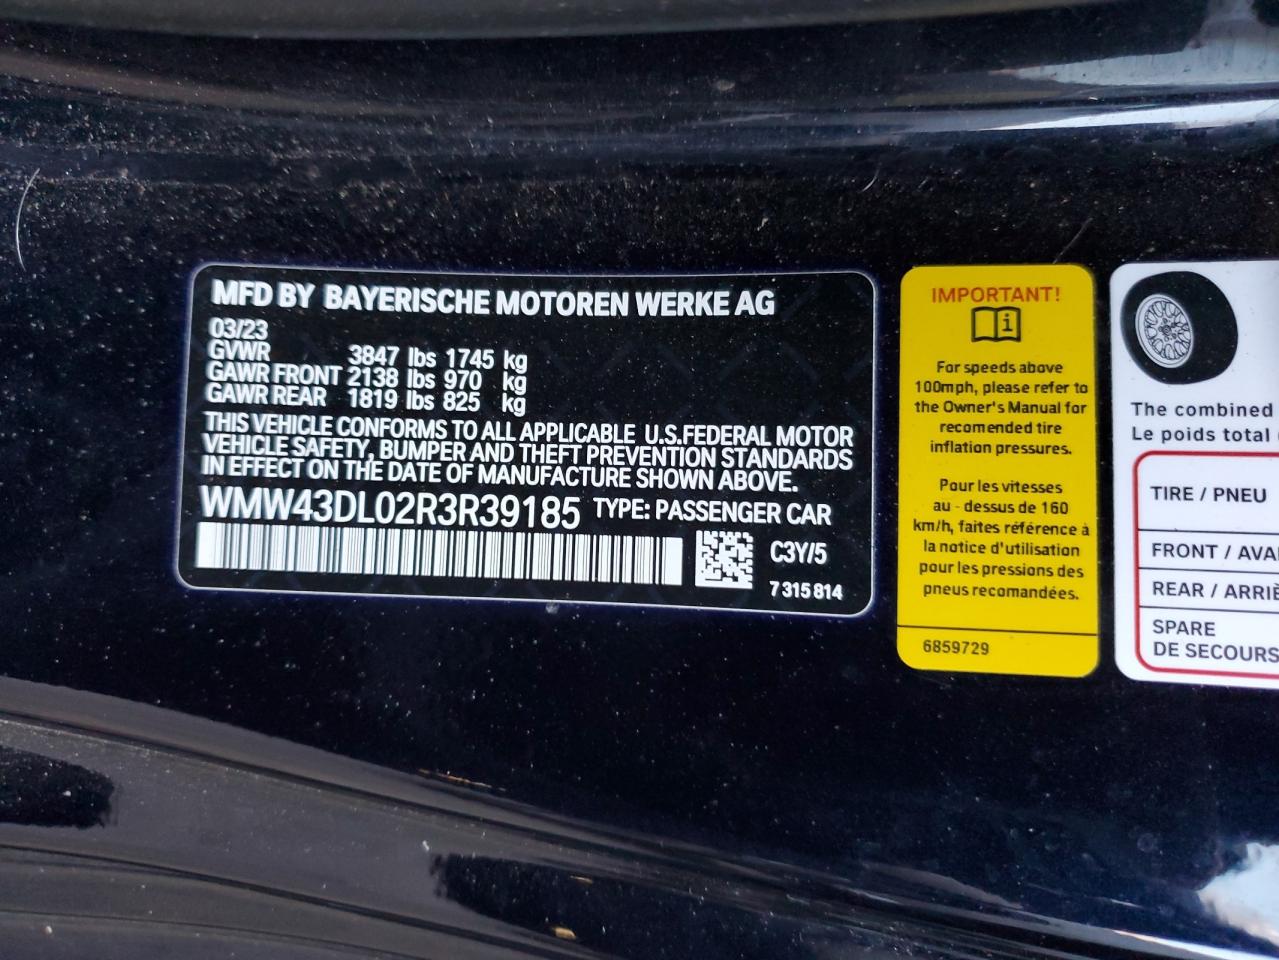 MFD BY BAYERISCHE MOTOREN WERKE AG
03/23
GVWR 3847 lbs 1745 kg
GAWR FRONT 2138 lbs 970 kg
GAWR REAR 1819 lbs 825 kg
THIS VEHICLE CONFORMS TO ALL APPLICABLE U.S.FEDERAL MOTOR
VEHICLE SAFETY, BUMPER AND THEFT PREVENTION STANDARDS
IN EFFECT ON THE DATE OF MANUFACTURE SHOWN ABOVE.
WMW43DL02R3R39185 TYPE: PASSENGER CAR
C3Y/5
7 315 814
IMPORTANT!
i
For speeds above
100mph, please refer to
the Owner's Manual for
recomended tire
inflation pressures.
Pour les vitesses
au - dessus de 160
km/h, faites référence à
la notice d'utilisation
pour les pressions des
pneus recomandées.
6859729
The combined
Le poids total
TIRE / PNEU
FRONT / AVA
REAR / ARRIÈ
SPARE
DE SECOURS